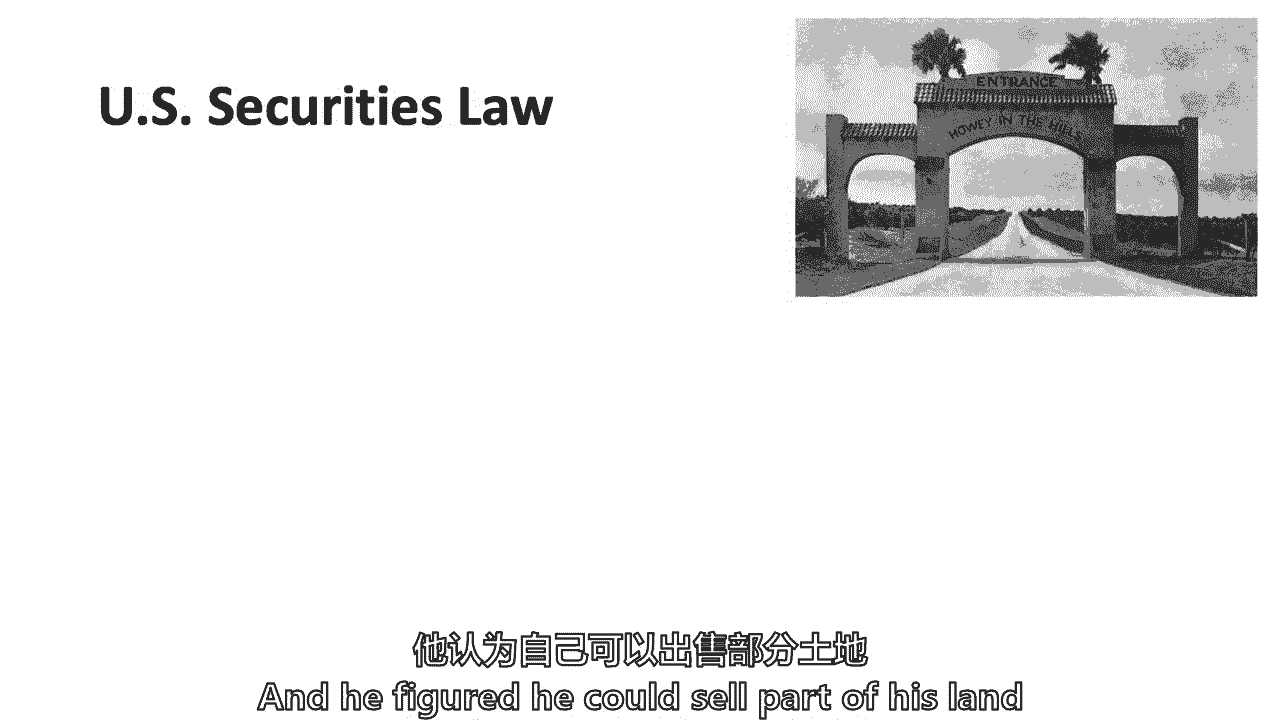 U.S. Securities Law
ENTRANCE
HOWEY IN THE HILLS
他认为自己可以出售部分土地
And he figured he could sell part of his land